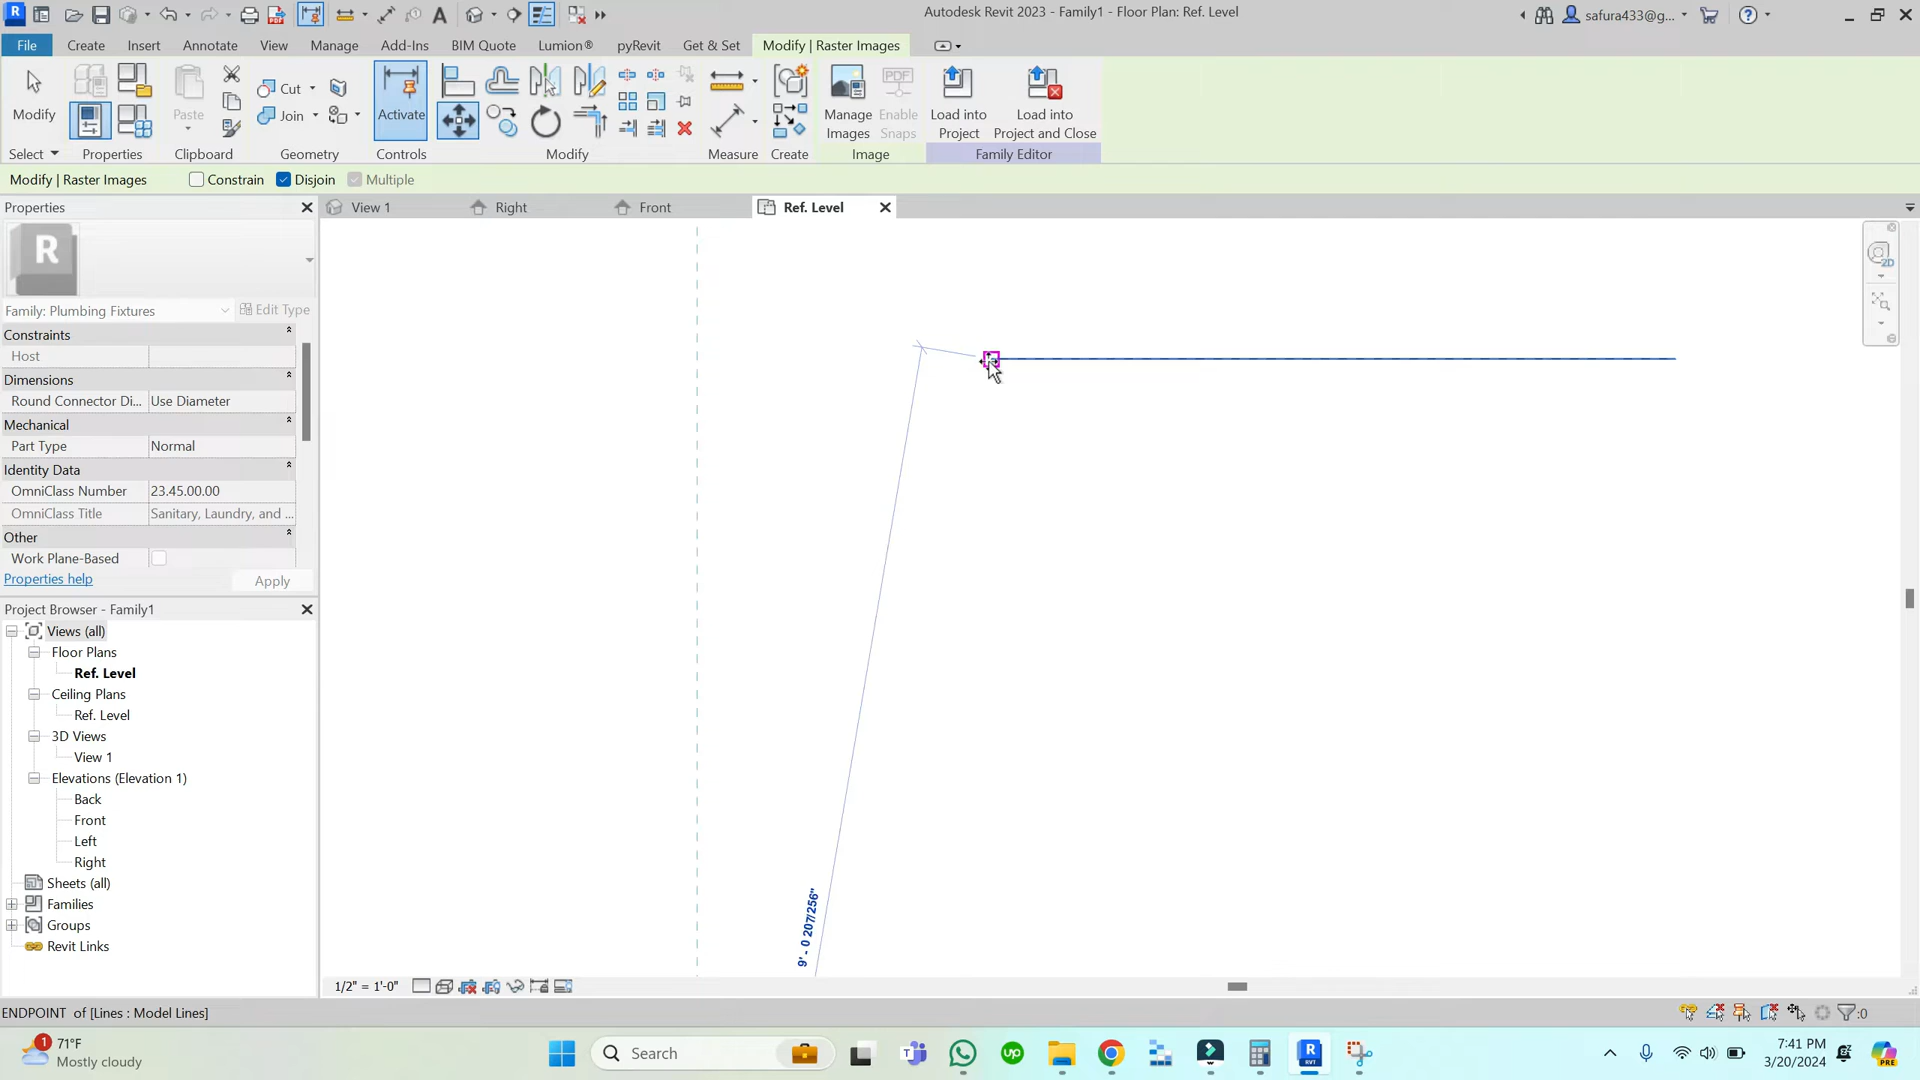 Autodesk Revit 2023 - Family1 - Floor Plan: Ref. Level
safura433@g...
File Create Insert Annotate View Manage Add-Ins BIM Quote Lumion® pyRevit Get & Set Modify | Raster Images
Modify
Paste
Cut
Join
Activate
Manage Images
PDF
Enable Snaps
Load into Project
Load into Project and Close
Select Properties Clipboard Geometry Controls Modify Measure Create Image Family Editor
Modify | Raster Images Constrain Disjoin Multiple
Properties
View 1 Right Front Ref. Level
R
2D
Family: Plumbing Fixtures Edit Type
Constraints
Host
Dimensions
Round Connector Di... Use Diameter
Mechanical
Part Type Normal
Identity Data
OmniClass Number 23.45.00.00
OmniClass Title Sanitary, Laundry, and ...
Other
Work Plane-Based
Properties help Apply
Project Browser - Family1
Views (all)
Floor Plans
Ref. Level
Ceiling Plans
Ref. Level
3D Views
View 1
Elevations (Elevation 1)
Back
Front
Left
Right
Sheets (all)
Families
Groups
Revit Links
9' - 0 207/256"
1/2" = 1'-0"
ENDPOINT of [Lines : Model Lines]
:0
1
71°F
Mostly cloudy
Search
up
R
RVT
7:41 PM
3/20/2024
PRE